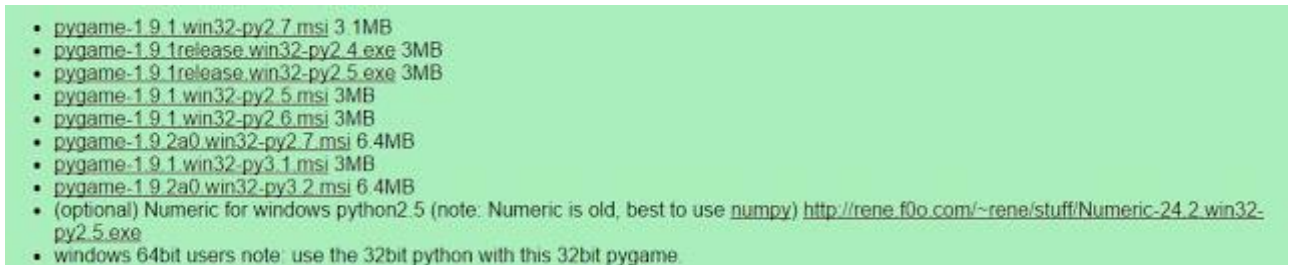 pygame-1.9.1.win32-py2.7.msi 3.1MB
pygame-1.9.1release.win32-py2.4.exe 3MB
pygame-1.9.1release.win32-py2.5.exe 3MB
pygame-1.9.1.win32-py2.5.msi 3MB
pygame-1.9.1.win32-py2.6.msi 3MB
pygame-1.9.2a0.win32-py2.7.msi 6.4MB
pygame-1.9.1.win32-py3.1.msi 3MB
pygame-1.9.2a0.win32-py3.2.msi 6.4MB
(optional) Numeric for windows python2.5 (note: Numeric is old, best to use numpy) http://rene.f0o.com/~rene/stuff/Numeric-24.2.win32-
py2.5.exe
windows 64bit users note: use the 32bit python with this 32bit pygame.